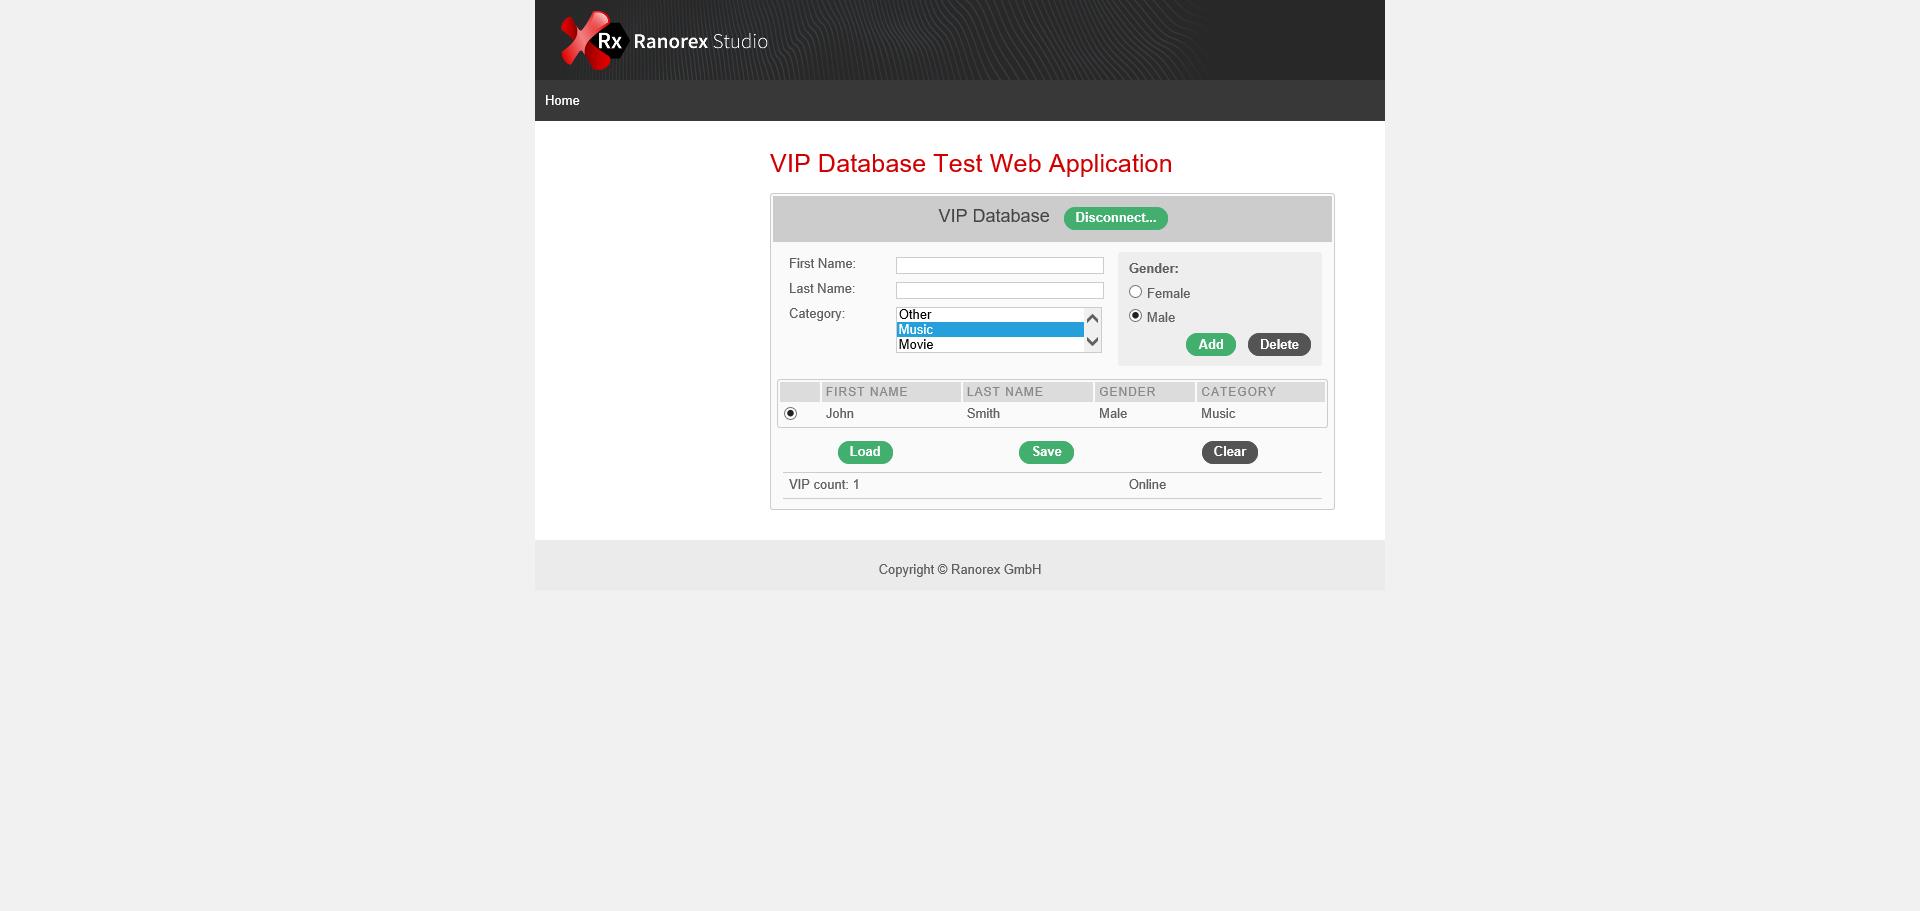 Rx Ranorex Studio
Home
VIP Database Test Web Application
VIP Database Disconnect...
First Name:
Last Name:
Category:
Other
Music
Movie
Gender:
Female
Male
Add Delete
FIRST NAME LAST NAME GENDER CATEGORY
John Smith Male Music
Load Save Clear
VIP count: 1 Online
Copyright © Ranorex GmbH